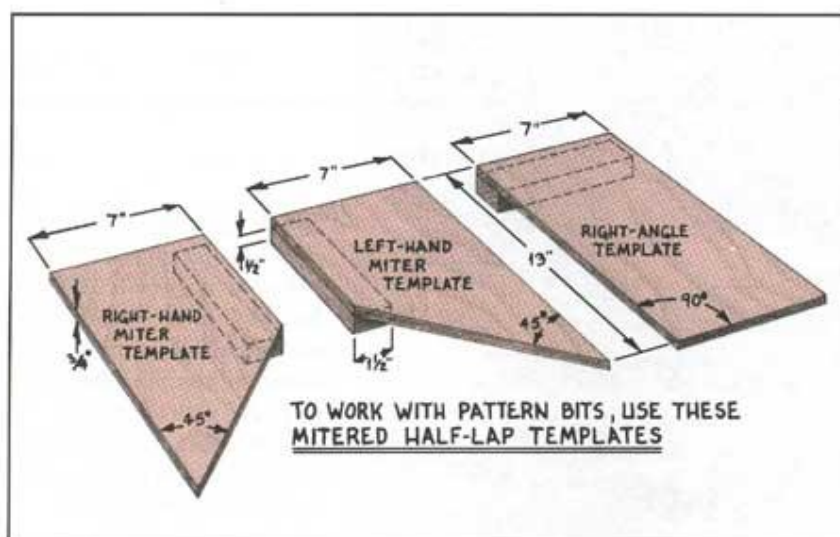 7"
7"
7"
RIGHT-HAND
MITER
TEMPLATE
3/4"
45°
1/2"
LEFT-HAND
MITER
TEMPLATE
45°
1 1/2"
13"
RIGHT-ANGLE
TEMPLATE
90°
TO WORK WITH PATTERN BITS, USE THESE
MITERED HALF-LAP TEMPLATES